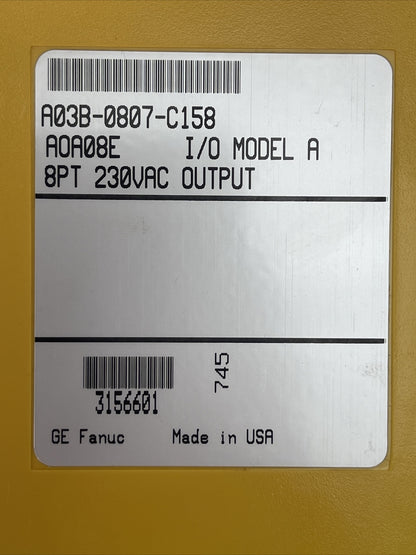 A03B-0807-C158
AOA08E I/O MODEL A
8PT 230VAC OUTPUT
745
3156601
GE Fanuc Made in USA